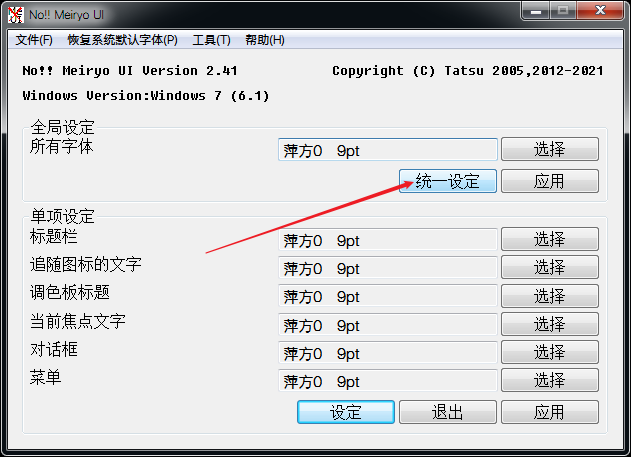 No!! Meiryo UI
文件(F) 恢复系统默认字体(P) 工具(T) 帮助(H)
No!! Meiryo UI Version 2.41 Copyright (C) Tatsu 2005,2012-2021
Windows Version:Windows 7 (6.1)
全局设定
所有字体 萍方0 9pt 选择
统一设定 应用
单项设定
标题栏 萍方0 9pt 选择
追随图标的文字 萍方0 9pt 选择
调色板标题 萍方0 9pt 选择
当前焦点文字 萍方0 9pt 选择
对话框 萍方0 9pt 选择
菜单 萍方0 9pt 选择
设定 退出 应用